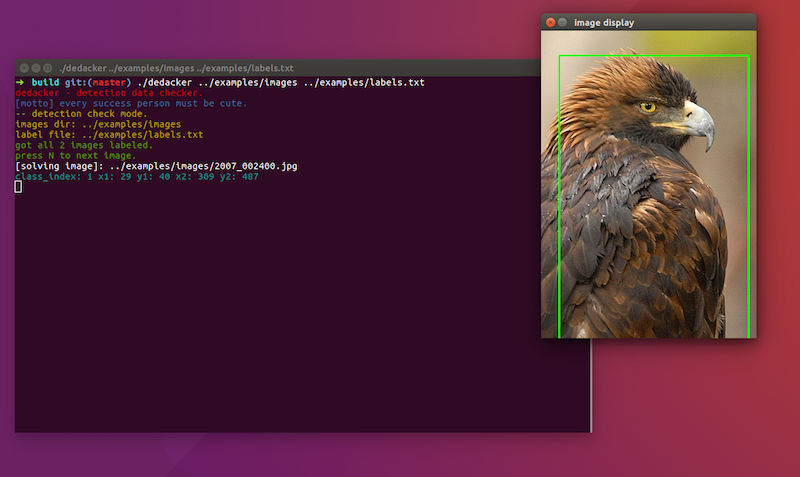 ./dedacker ../examples/images ../examples/labels.txt
➜ build git:(master) ./dedacker ../examples/images ../examples/labels.txt
dedacker - detection data checker.
[motto] every success person must be cute.
-- detection check mode.
images dir: ../examples/images
label file: ../examples/labels.txt
got all 2 images labeled.
press N to next image.
[solving image]: ../examples/images/2007_002400.jpg
class_index: 1 x1: 29 y1: 40 x2: 309 y2: 487
image display